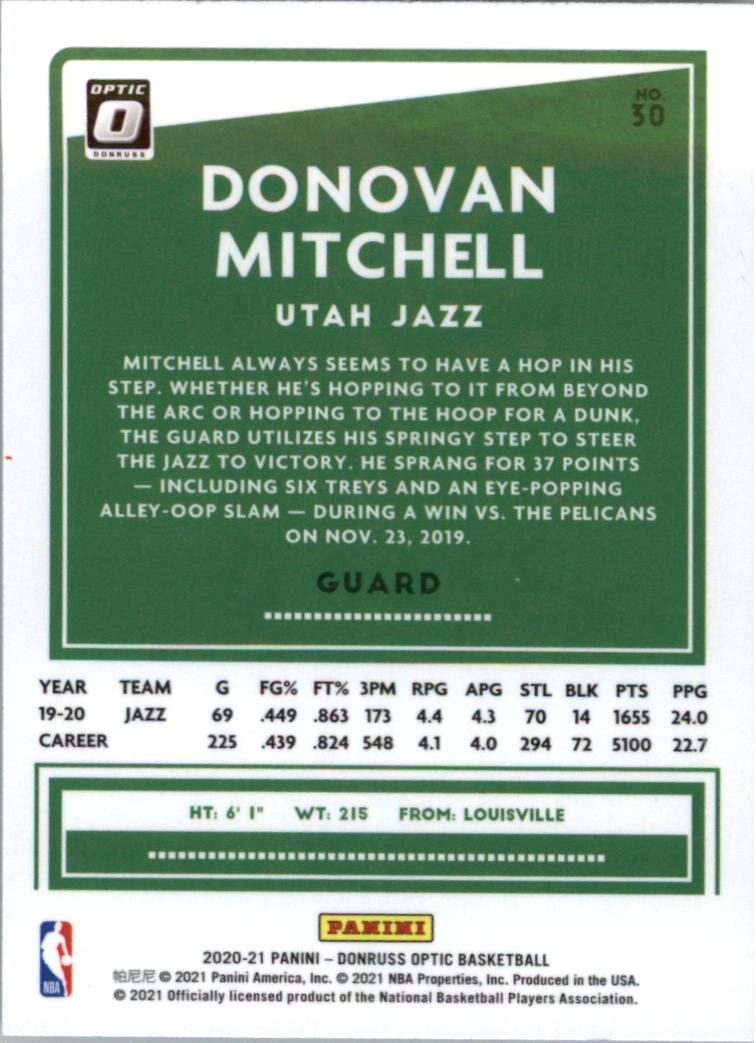 OPTIC
O
DONRUSS
NO.
30
DONOVAN
MITCHELL
UTAH JAZZ
MITCHELL ALWAYS SEEMS TO HAVE A HOP IN HIS
STEP. WHETHER HE'S HOPPING TO IT FROM BEYOND
THE ARC OR HOPPING TO THE HOOP FOR A DUNK,
THE GUARD UTILIZES HIS SPRINGY STEP TO STEER
THE JAZZ TO VICTORY. HE SPRANG FOR 37 POINTS
— INCLUDING SIX TREYS AND AN EYE-POPPING
ALLEY-OOP SLAM — DURING A WIN VS. THE PELICANS
ON NOV. 23, 2019.
GUARD
YEAR TEAM G FG% FT% 3PM RPG APG STL BLK PTS PPG
19-20 JAZZ 69 .449 .863 173 4.4 4.3 70 14 1655 24.0
CAREER 225 .439 .824 548 4.1 4.0 294 72 5100 22.7
HT: 6' 1" WT: 215 FROM: LOUISVILLE
PANINI
NBA
2020-21 PANINI – DONRUSS OPTIC BASKETBALL
帕尼尼 © 2021 Panini America, Inc. © 2021 NBA Properties, Inc. Produced in the USA.
© 2021 Officially licensed product of the National Basketball Players Association.